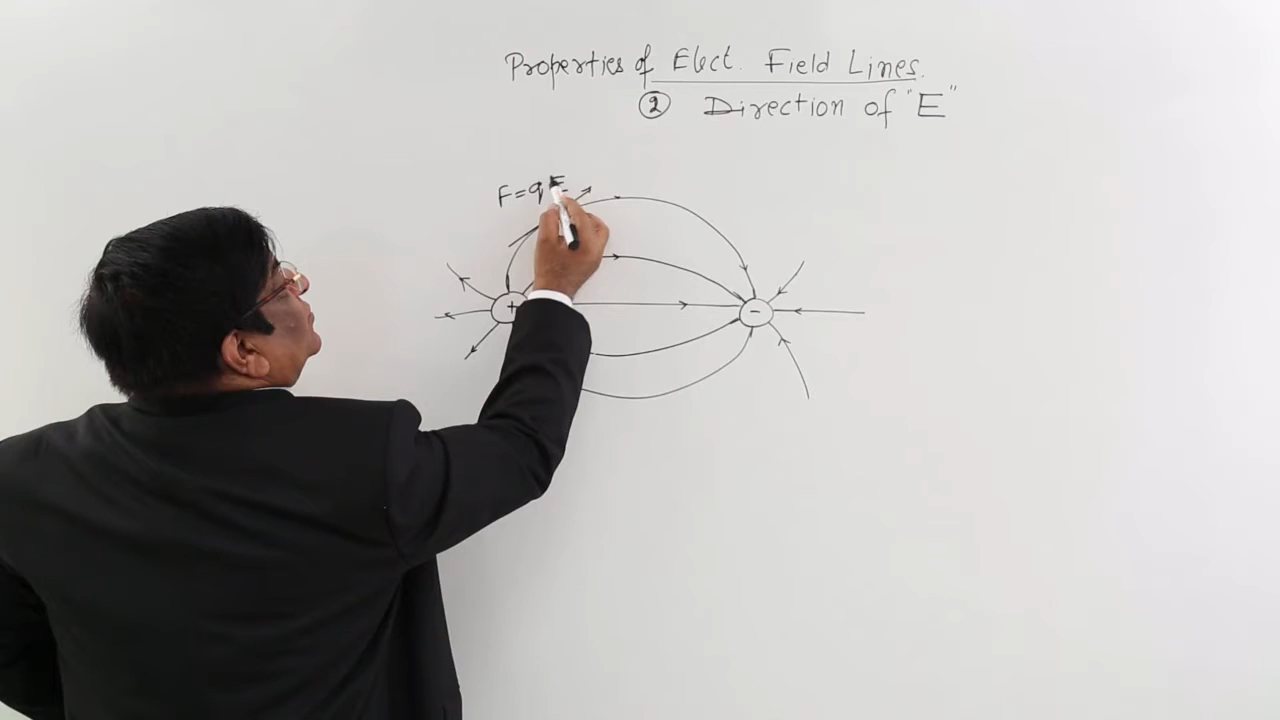 Properties of Elect. Field Lines.
② Direction of "E"
F=qE
+
-